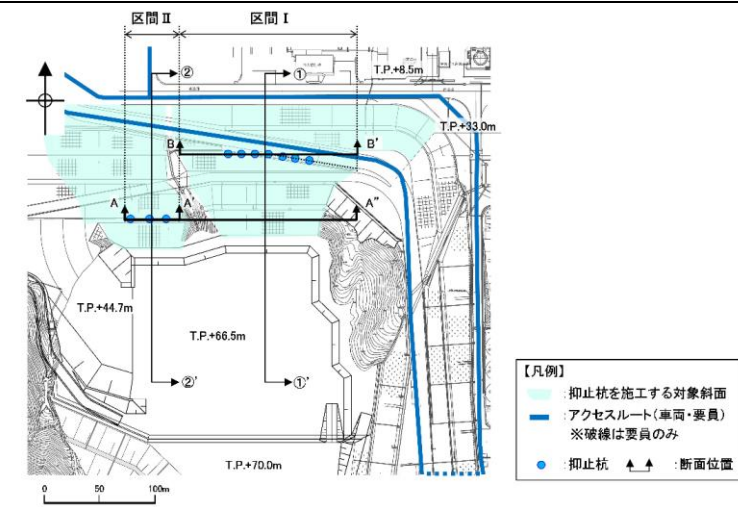 区間Ⅱ 区間Ⅰ
② ①
T.P.+8.5m
T.P.+33.0m
B B'
A A' A"
T.P.+44.7m
T.P.+66.5m
②' ①'
T.P.+70.0m
0 50 100m
【凡例】
:抑止杭を施工する対象斜面
:アクセスルート(車両・要員)
※破線は要員のみ
:抑止杭 :断面位置